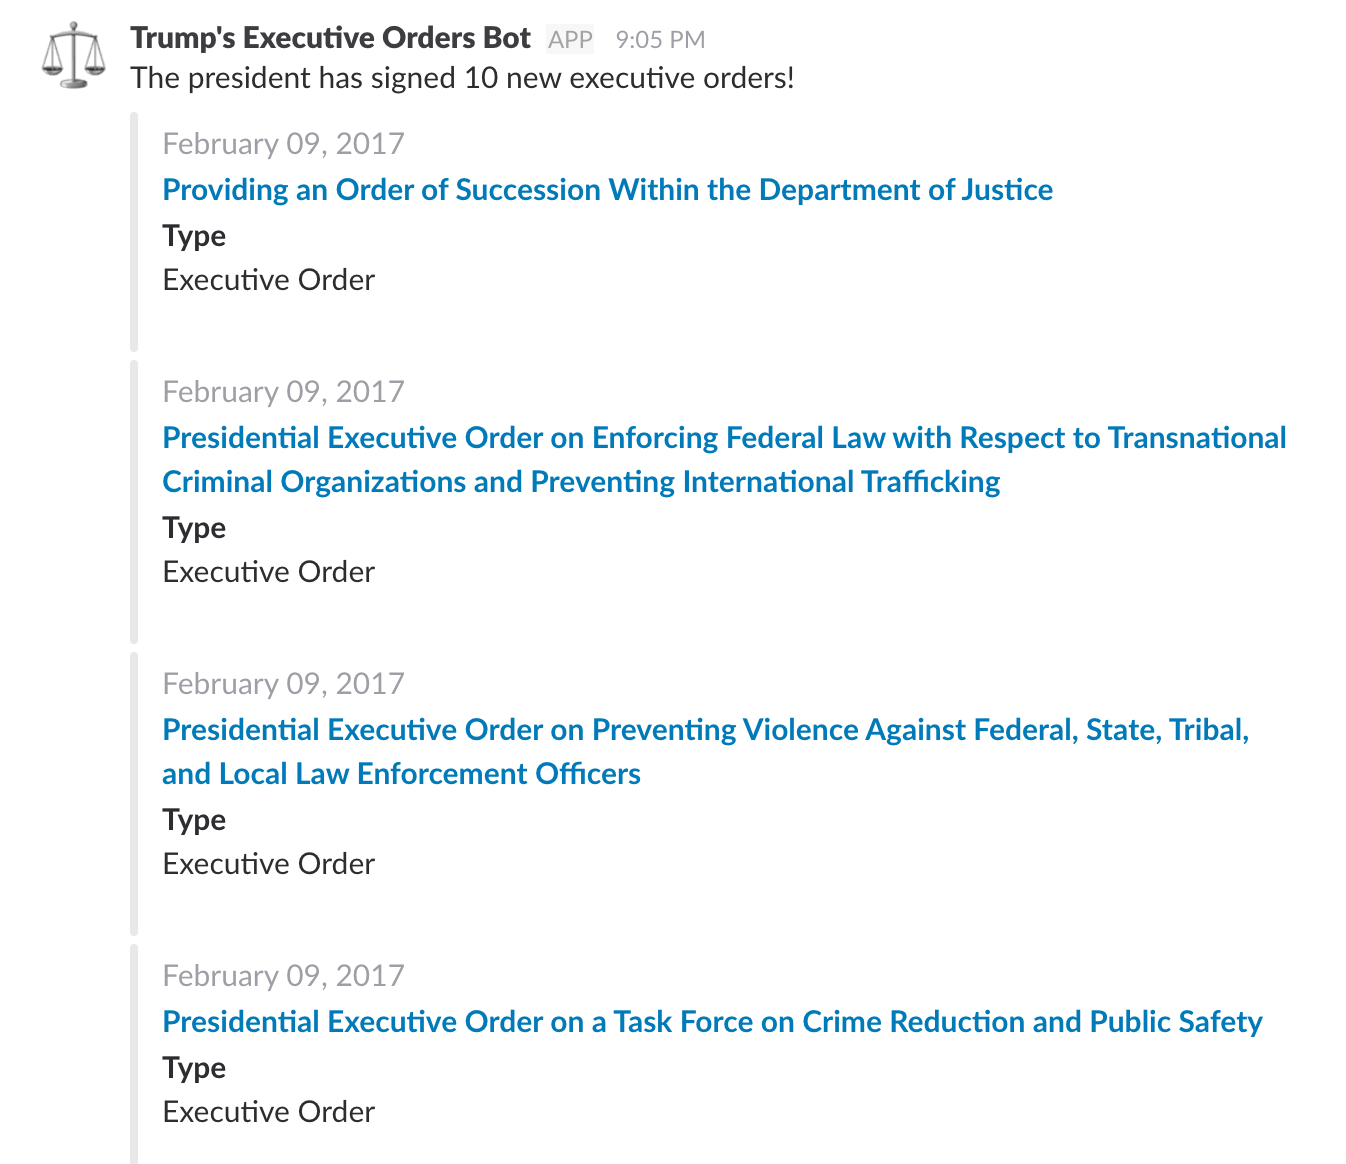 Trump's Executive Orders Bot APP 9:05 PM
The president has signed 10 new executive orders!
February 09, 2017
Providing an Order of Succession Within the Department of Justice
Type
Executive Order
February 09, 2017
Presidential Executive Order on Enforcing Federal Law with Respect to Transnational
Criminal Organizations and Preventing International Trafficking
Type
Executive Order
February 09, 2017
Presidential Executive Order on Preventing Violence Against Federal, State, Tribal,
and Local Law Enforcement Officers
Type
Executive Order
February 09, 2017
Presidential Executive Order on a Task Force on Crime Reduction and Public Safety
Type
Executive Order